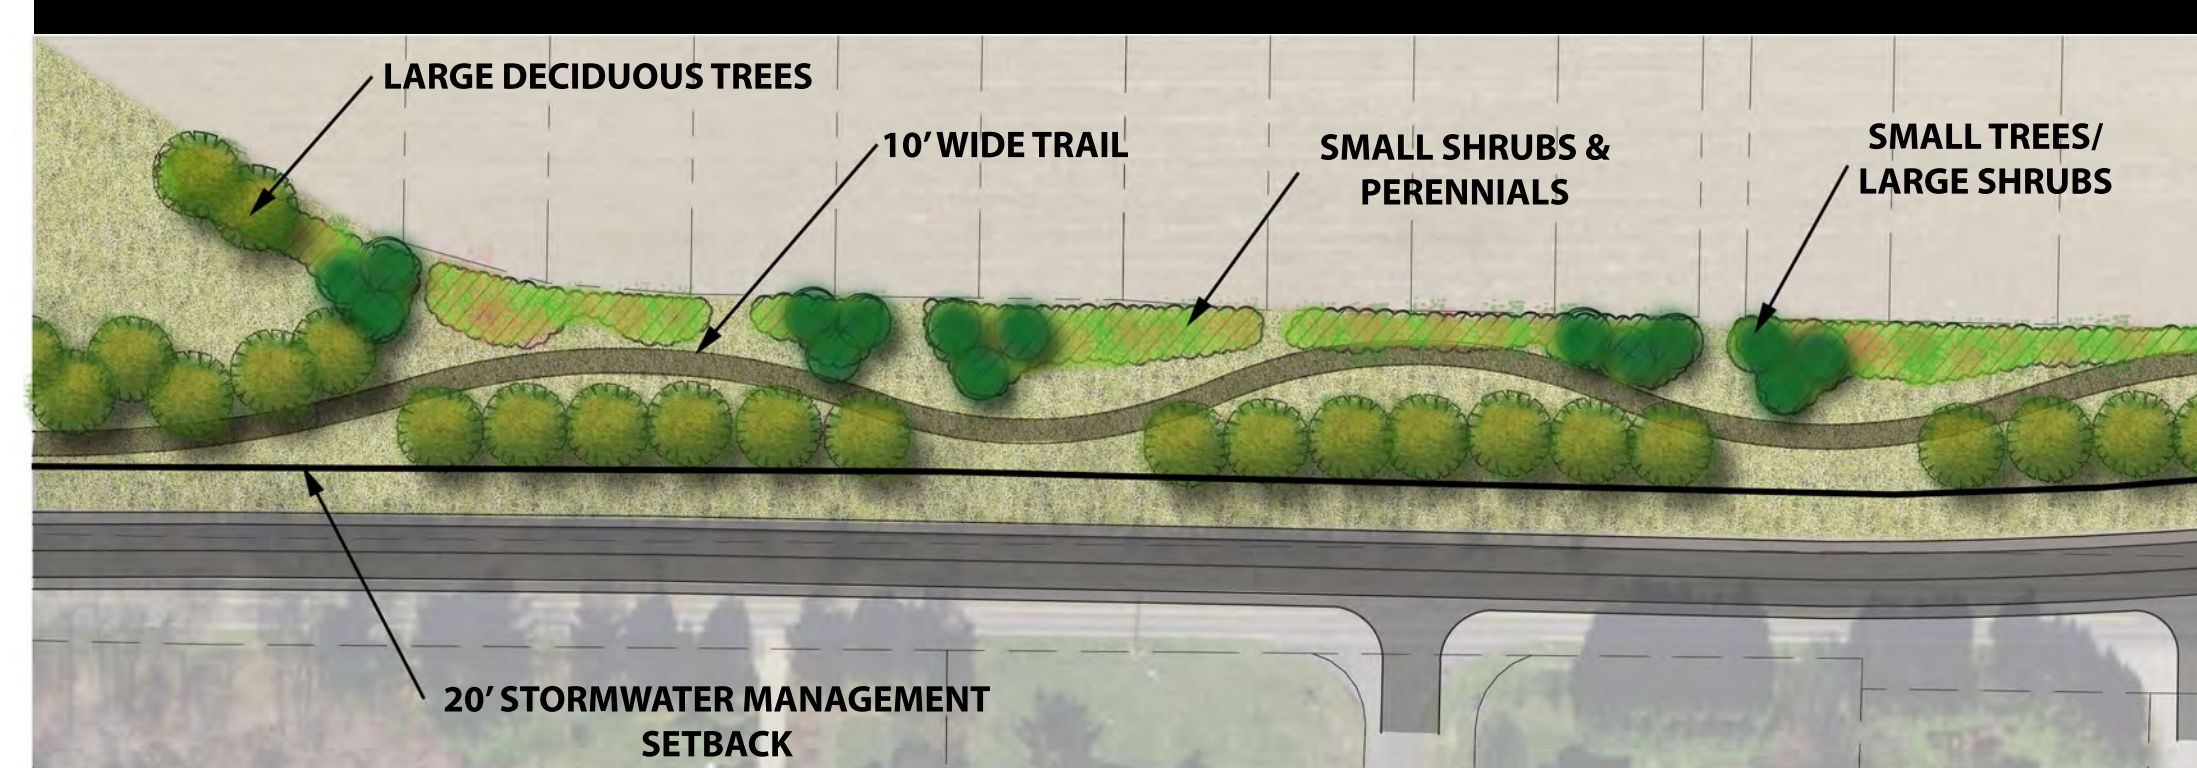 LARGE DECIDUOUS TREES
10’ WIDE TRAIL
SMALL SHRUBS &
PERENNIALS
SMALL TREES/
LARGE SHRUBS
20’ STORMWATER MANAGEMENT
SETBACK